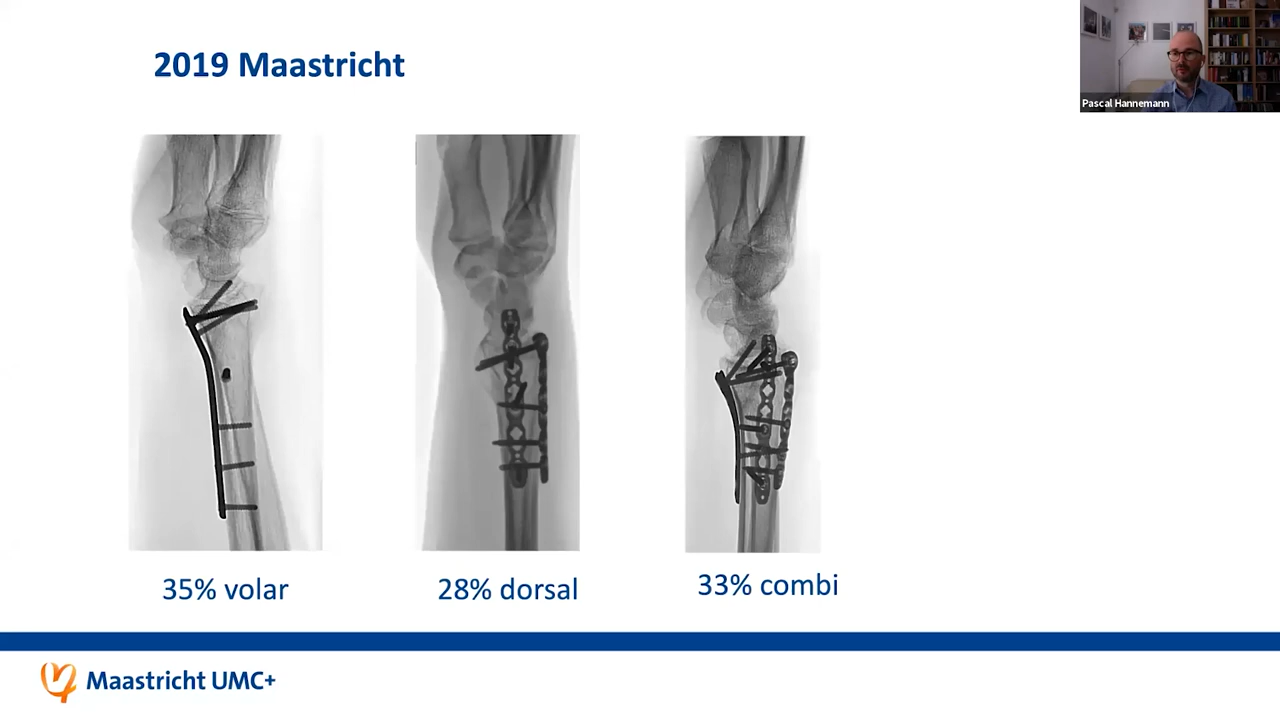 2019 Maastricht
Pascal Hannemann
35% volar
28% dorsal
33% combi
Maastricht UMC+